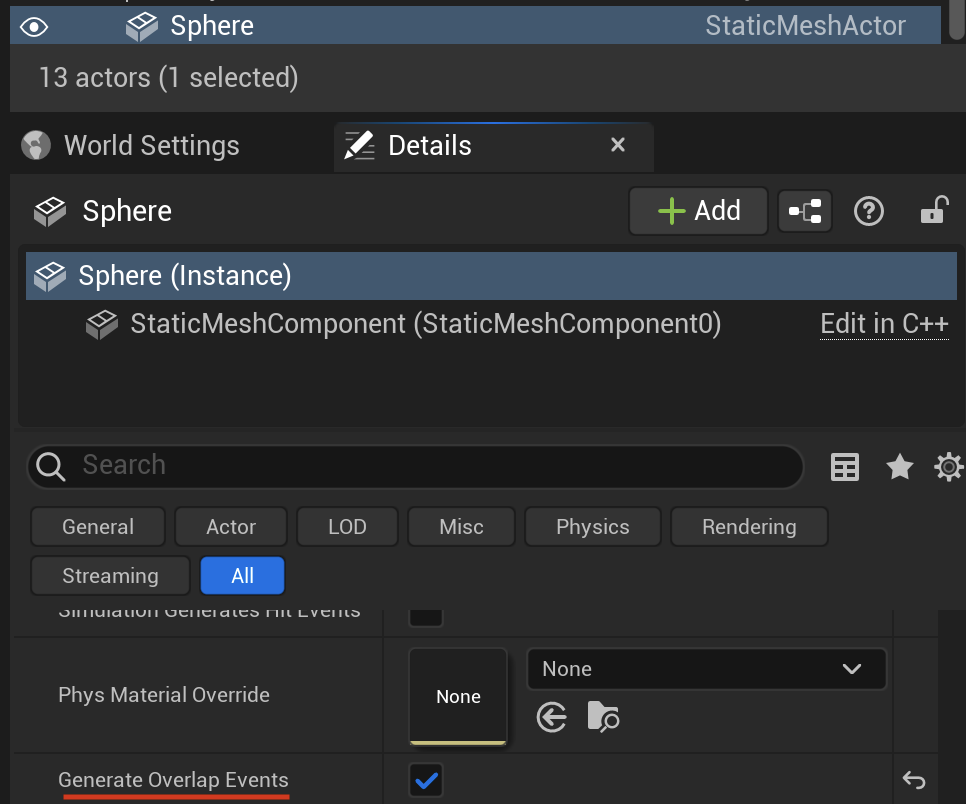 Sphere StaticMeshActor
13 actors (1 selected)
World Settings Details
Sphere Add
Sphere (Instance)
StaticMeshComponent (StaticMeshComponent0) Edit in C++
Search
General Actor LOD Misc Physics Rendering
Streaming All
Simulation Generates Hit Events
None
Phys Material Override None
Generate Overlap Events